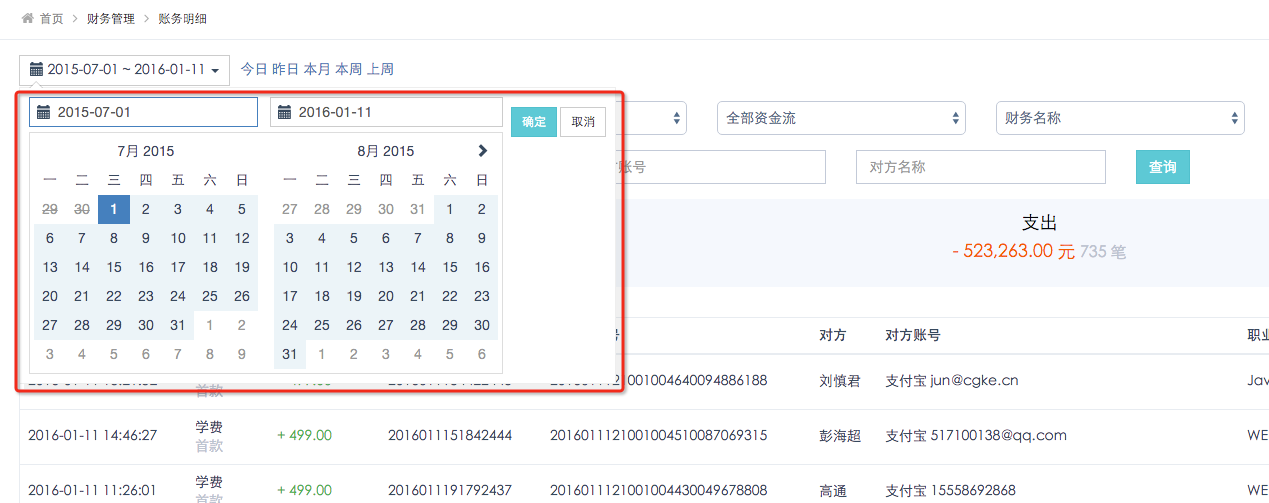 首页 > 财务管理 > 账务明细
2015-07-01 ~ 2016-01-11 今日 昨日 本月 本周 上周
2015-07-01 2016-01-11 确定 取消 全部资金流 财务名称
7月 2015 8月 2015
一 二 三 四 五 六 日 一 二 三 四 五 六 日
账号 对方名称 查询
29 30 1 2 3 4 5 27 28 29 30 31 1 2
支出
6 7 8 9 10 11 12 3 4 5 6 7 8 9
- 523,263.00 元 735 笔
13 14 15 16 17 18 19 10 11 12 13 14 15 16
20 21 22 23 24 25 26 17 18 19 20 21 22 23
27 28 29 30 31 1 2 24 25 26 27 28 29 30
对方 对方账号 职业
3 4 5 6 7 8 9 31 1 2 3 4 5 6
刘慎君 支付宝 jun@cgke.cn Jav
首款
2016-01-11 14:46:27 学费 + 499.00 2016011151842444 2016011121001004510087069315 彭海超 支付宝 517100138@qq.com WE
首款
2016-01-11 11:26:01 学费 + 499.00 2016011191792437 2016011121001004430049678808 高通 支付宝 15558692868 WE
首款